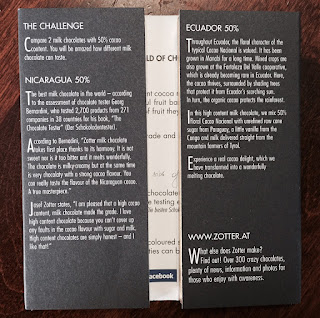 THE CHALLENGE
Compare 2 milk chocolates with 50% cocoa
content. You will be amazed how different milk
chocolate can taste.
NICARAGUA 50%
The best milk chocolate in the world – according
to the assessment of chocolate tester Georg
Bernardini, who tested 2,700 products from 271
companies in 38 countries for his book, "The
Chocolate Tester" (Der Schokoladentester).
According to Bernardini, "Zotter milk chocolate
makes first place thanks to its harmony. It is not
sweet nor is it too bitter and it melts wonderfully.
The chocolate is milky-creamy but at the same time
is very chocolate with a strong cocoa flavour. You
can really taste the flavour of the Nicaraguan cocoa.
A true masterpiece."
Josef Zotter states, "I am pleased that a high cocoa
content, milk chocolate made the grade. I love
high content chocolate because you can't cover up
any faults in the cocoa flavour with sugar and milk.
High content chocolates are simply honest – and I
like that!"
LD OF CH
facebook
ECUADOR 50%
Throughout Ecuador, the floral character of the
typical Cacao Nacional is valued. It has been
grown in Manabí for a long time. Mixed crops are
also grown at the Fortaleza Del Valle cooperative,
which is already becoming rare in Ecuador. Here,
the cocoa thrives, surrounded by shading trees
that protect it from Ecuador's scorching sun.
In turn, the organic cocoa protects the rainforest.
In this high content milk chocolate, we mix 50%
floral Cacao Nacional with unrefined raw cane
sugar from Paraguay, a little vanilla from the
Congo and milk delivered straight from the
mountain farmers of Tyrol.
Experience a real cacao delight, which we
have transformed into a wonderfully
melting chocolate.
WWW.ZOTTER.AT
What else does Zotter make?
Find out! Over 300 crazy chocolates,
plenty of news, information and photos for
those who enjoy with awareness.